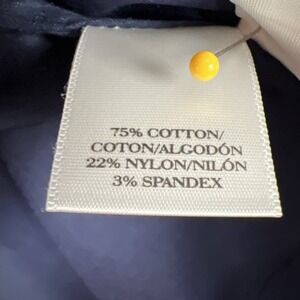 75% COTTON/
COTON/ALGODÓN
22% NYLON/NILÓN
3% SPANDEX